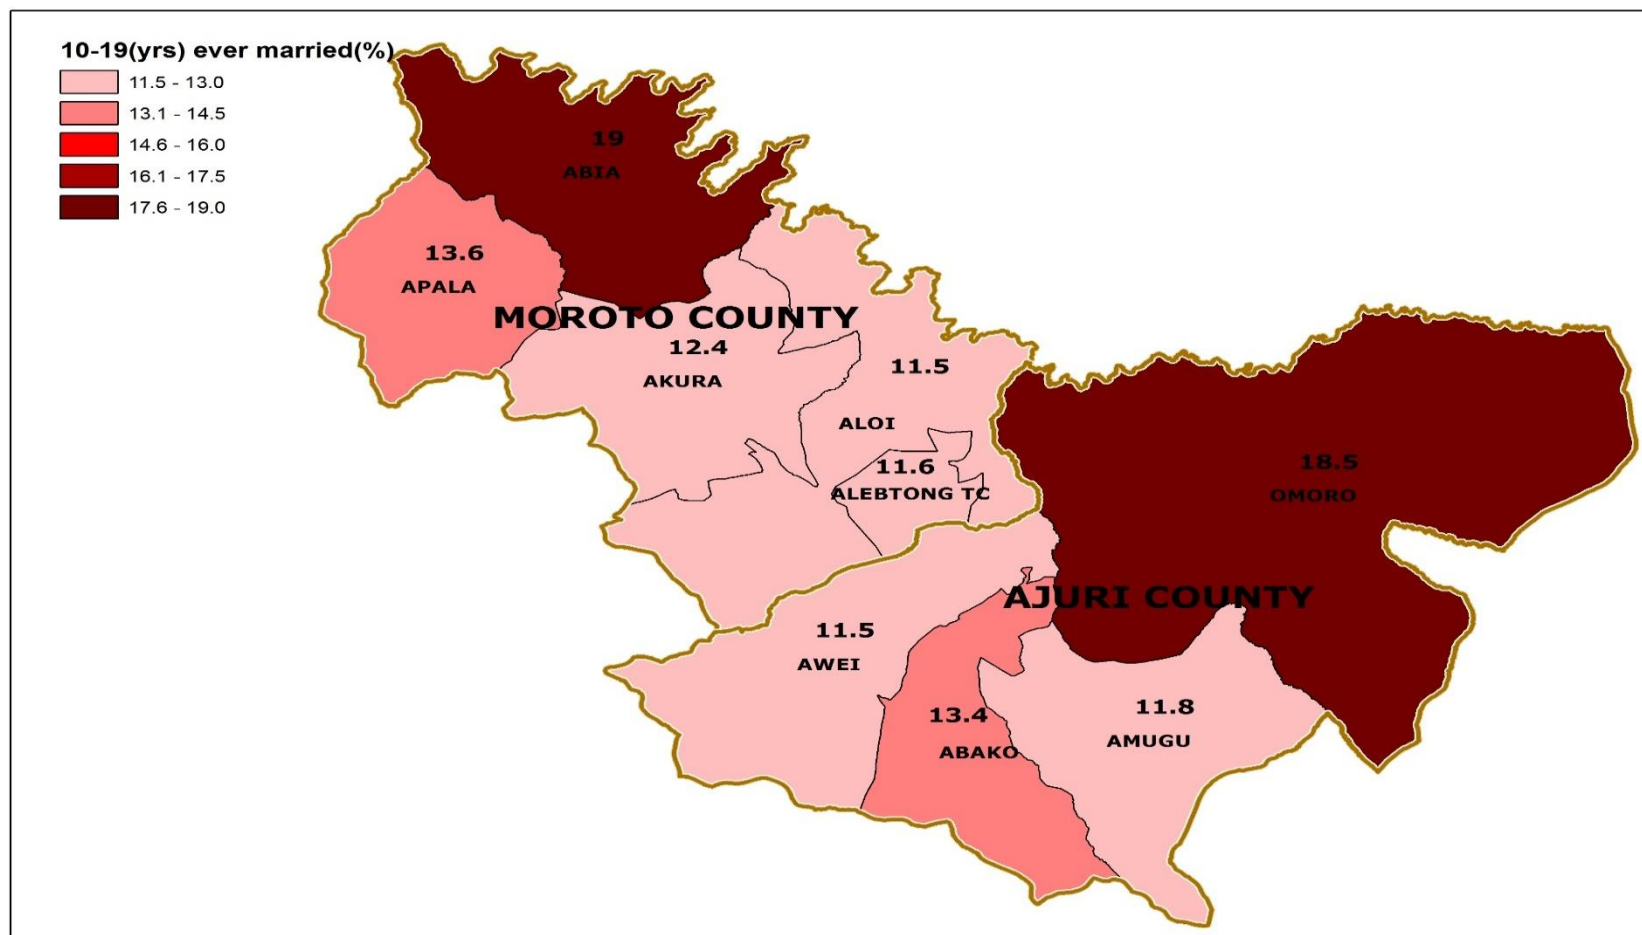 10-19(yrs) ever married(%)
11.5 - 13.0
13.1 - 14.5
14.6 - 16.0
16.1 - 17.5
17.6 - 19.0
19
ABIA
13.6
APALA
MOROTO COUNTY
12.4
AKURA
11.5
ALOI
11.6
ALEBTONG TC
18.5
OMORO
AJURI COUNTY
11.5
AWEI
13.4
ABAKO
11.8
AMUGU